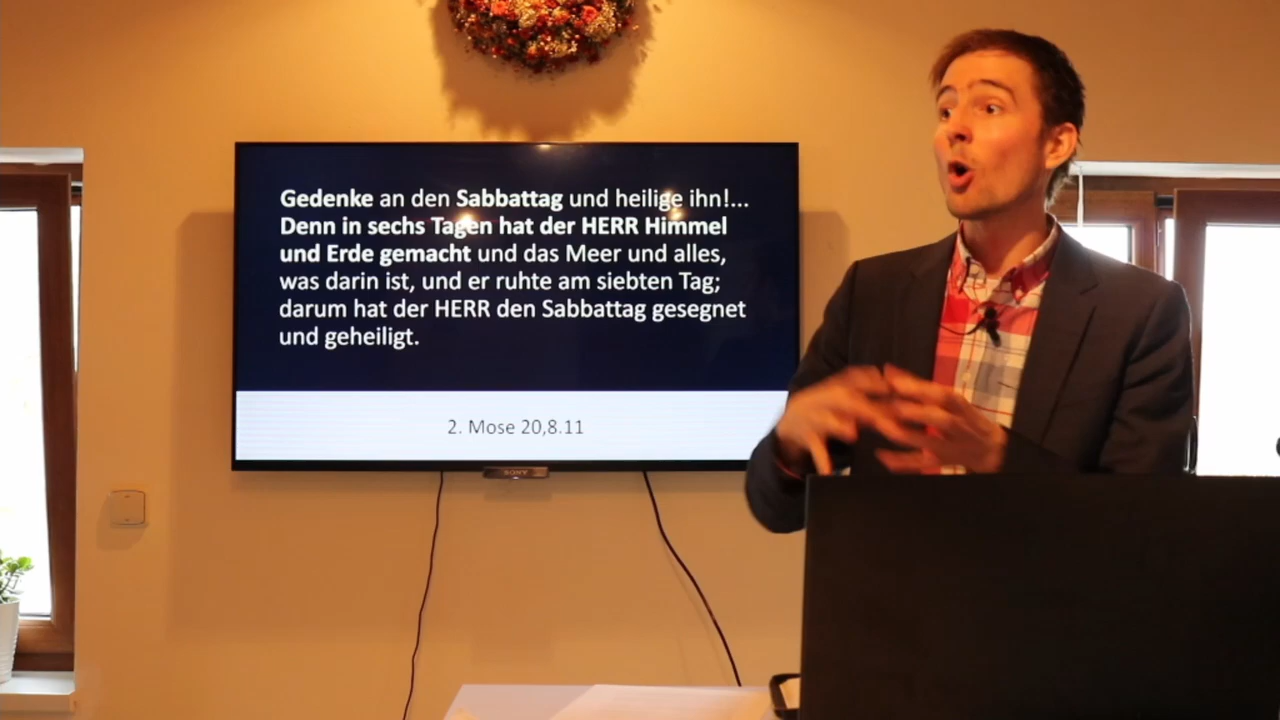 Gedenke an den Sabbattag und heilige ihn!...
Denn in sechs Tagen hat der HERR Himmel
und Erde gemacht und das Meer und alles,
was darin ist, und er ruhte am siebten Tag;
darum hat der HERR den Sabbattag gesegnet
und geheiligt.
2. Mose 20,8.11
SONY